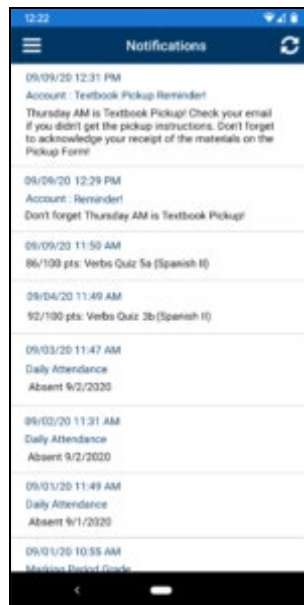 12:22
Notifications
09/09/20 12:31 PM
Account : Textbook Pickup Reminder!
Thursday AM is Textbook Pickup! Check your email
if you didn't get the pickup instructions. Don't forget
to acknowledge your receipt of the materials on the
Pickup Form!
09/09/20 12:29 PM
Account : Reminder!
Don't forget Thursday AM is Textbook Pickup!
09/09/20 11:50 AM
86/100 pts: Verbs Quiz 5a (Spanish II)
09/04/20 11:49 AM
92/100 pts: Verbs Quiz 3b (Spanish II)
09/03/20 11:47 AM
Daily Attendance
Absent 9/2/2020
09/02/20 11:31 AM
Daily Attendance
Absent 9/2/2020
09/01/20 11:49 AM
Daily Attendance
Absent 9/1/2020
09/01/20 10:55 AM
Marking Period Grade